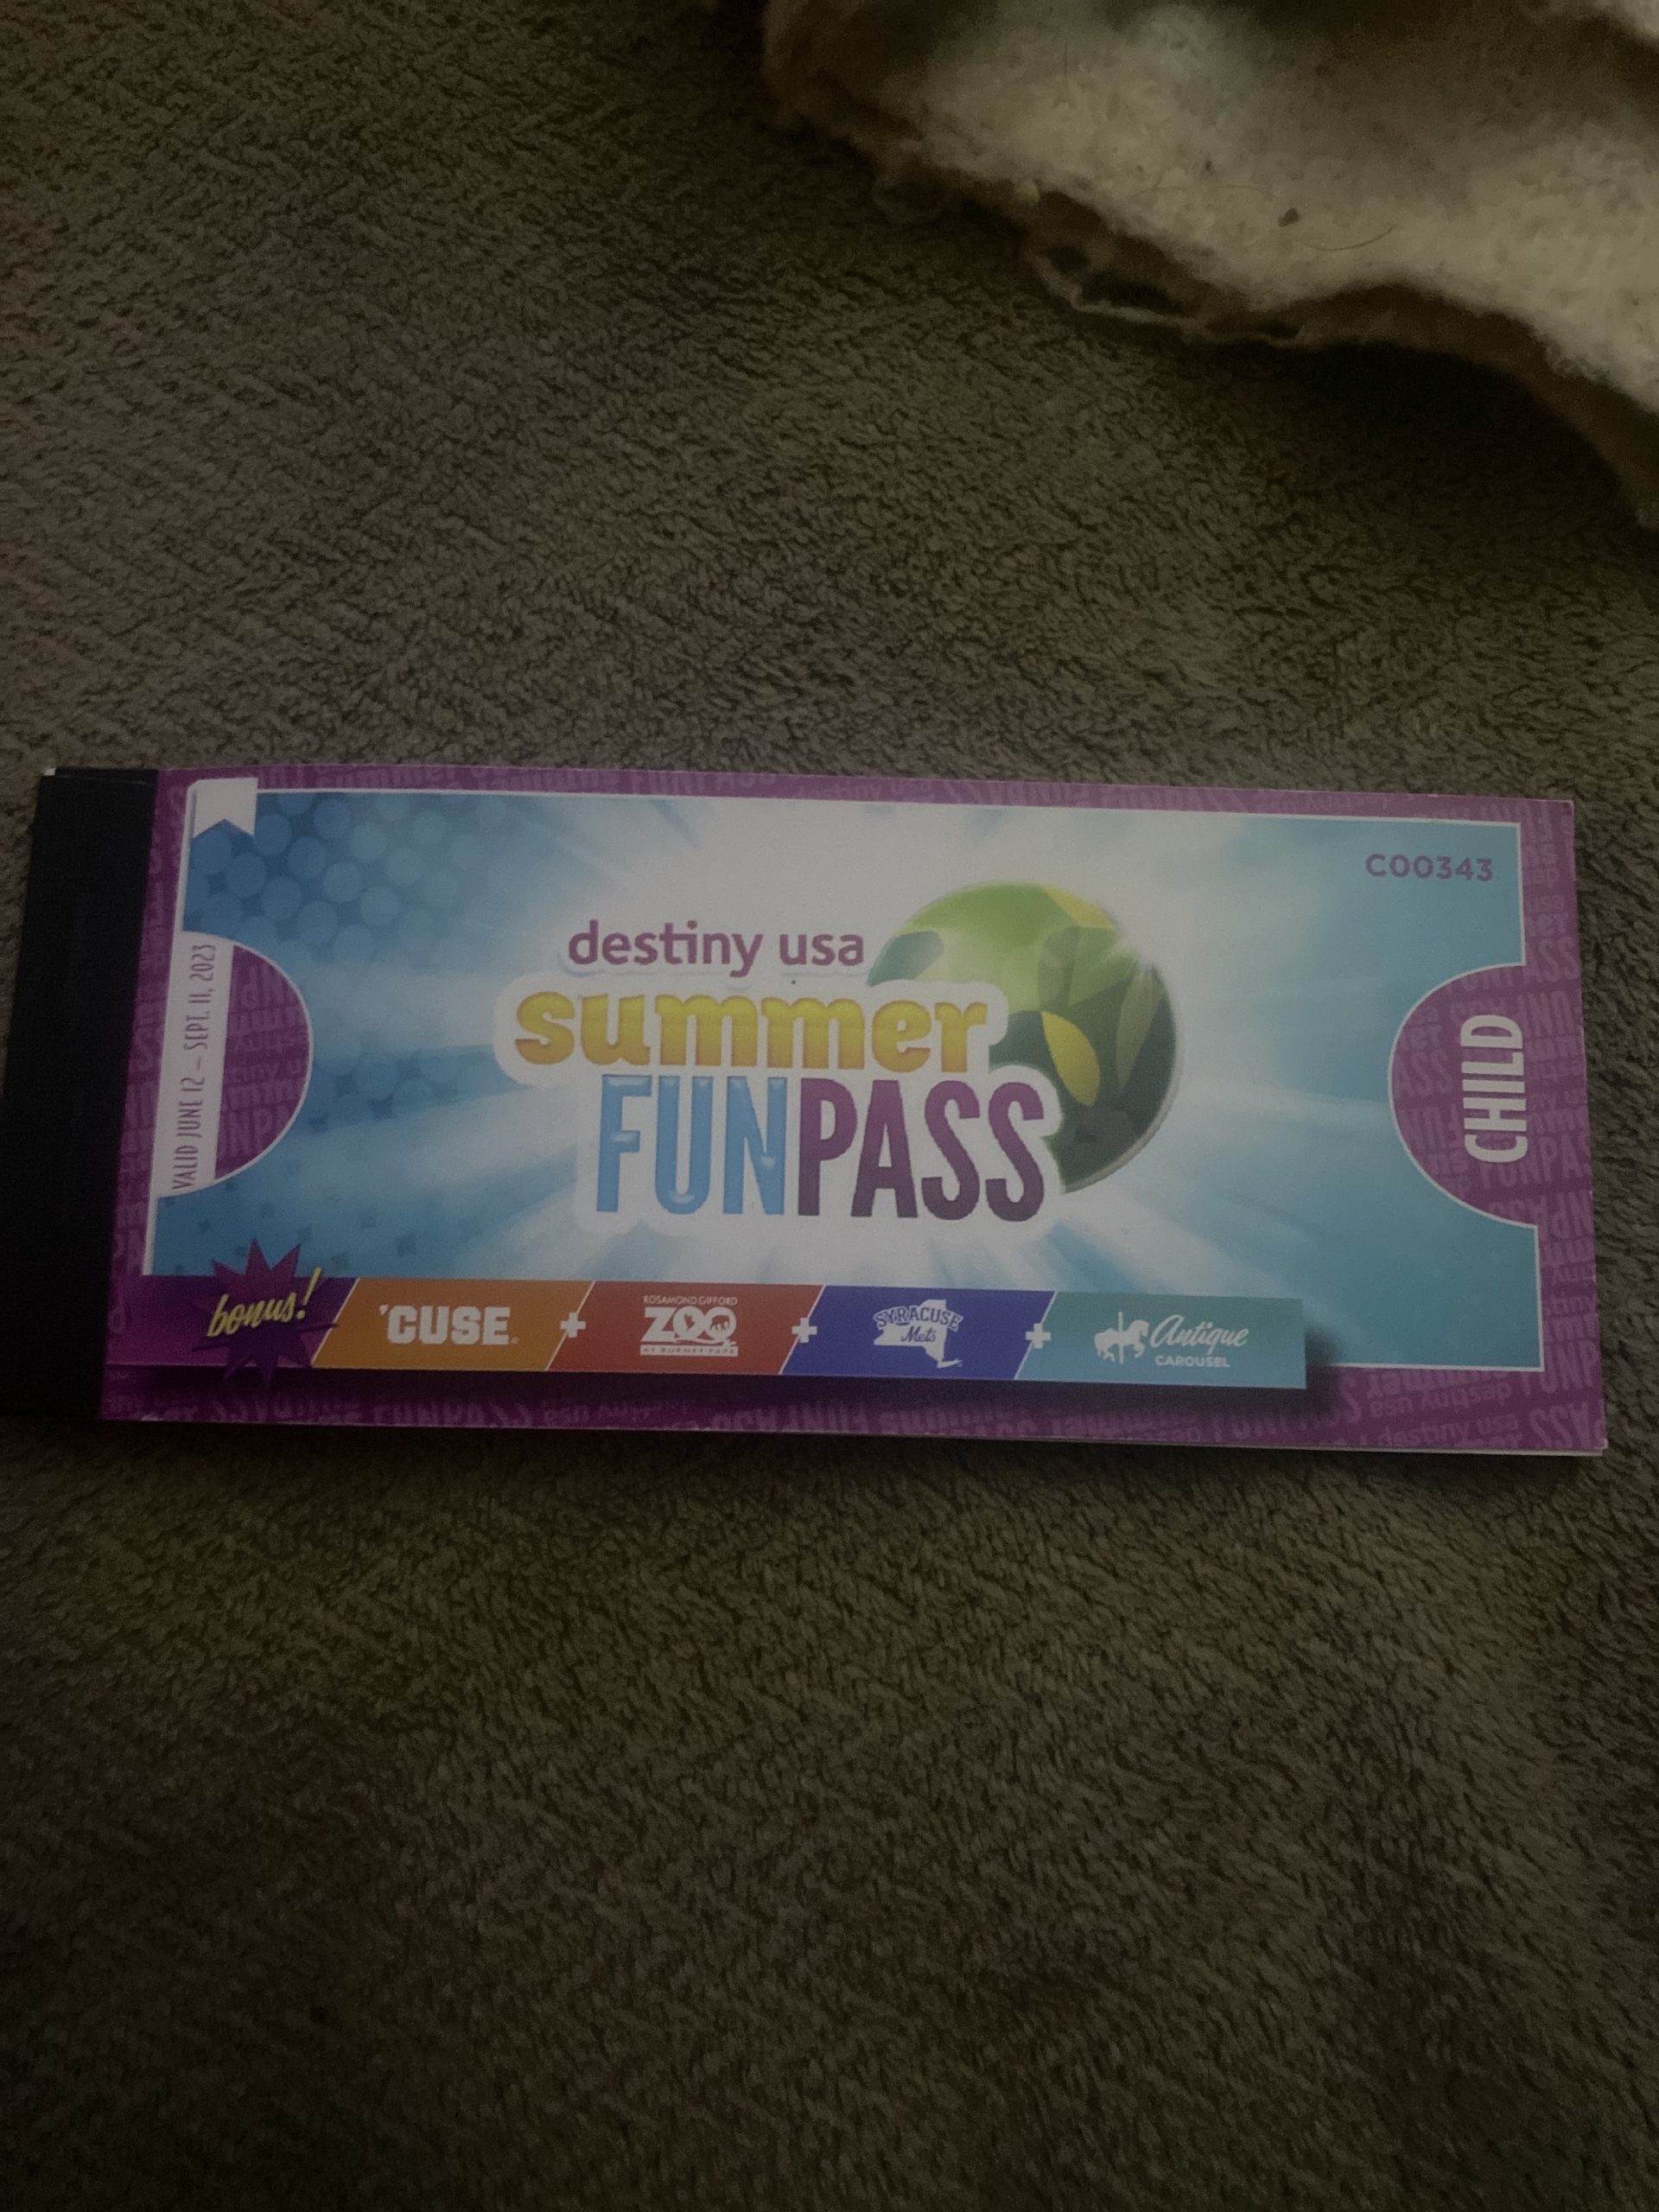 C00343
destiny usa
summer
FUNPASS
VALID JUNE 12 – SEPT. 11, 2023
CHILD
bonus!
'CUSE
+
ROSAMOND GIFFORD
ZOO
AT BURNET PARK
+
SYRACUSE
Mets
+
Antique
CAROUSEL